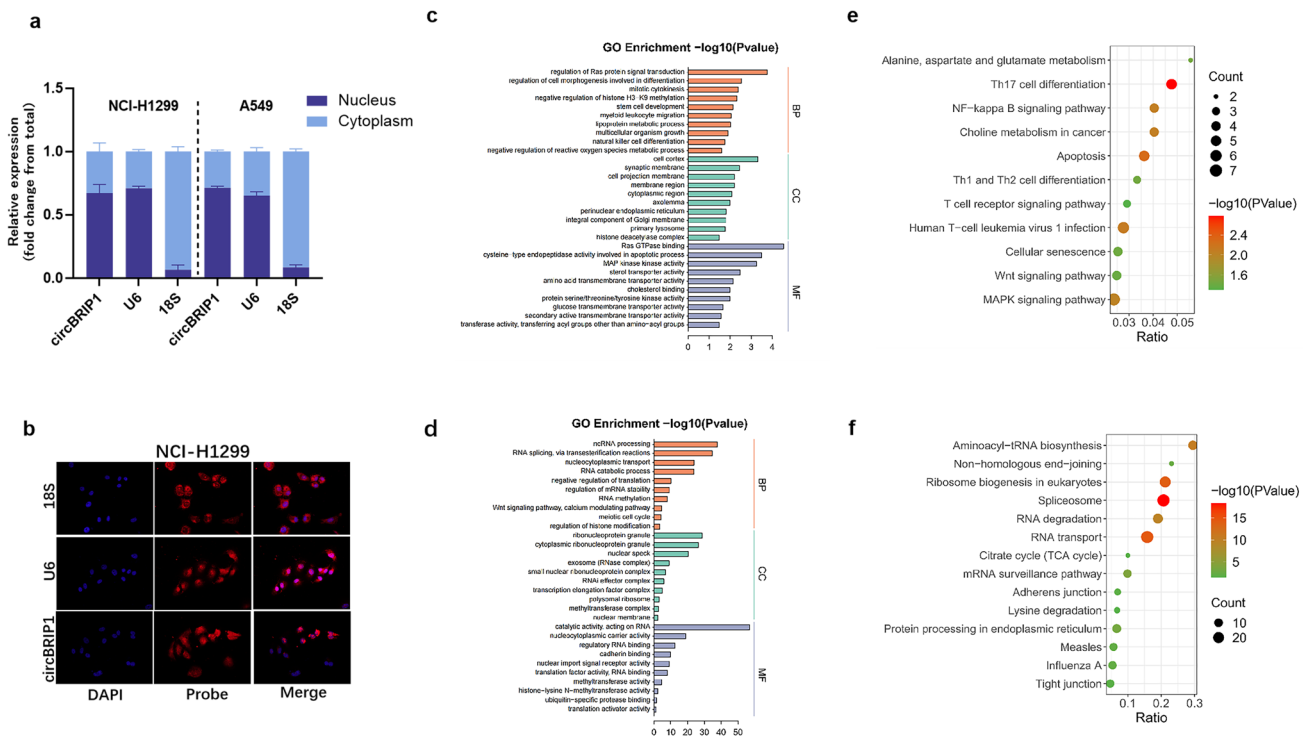 a
Relative expression
(fold change from total)
1.5
1.0
0.5
0.0
NCI-H1299
A549
Nucleus
Cytoplasm
circBRIP1
U6
18S
circBRIP1
U6
18S
b
NCI-H1299
18S
U6
circBRIP1
DAPI
Probe
Merge
c
GO Enrichment −log10(Pvalue)
regulation of Ras protein signal transduction
regulation of cell morphogenesis involved in differentiation
mitotic cytokinesis
negative regulation of histone H3-K9 methylation
stem cell development
myeloid leukocyte migration
lipoprotein metabolic process
multicellular organism growth
natural killer cell differentiation
negative regulation of reactive oxygen species metabolic process
cell cortex
synaptic membrane
cell projection membrane
membrane region
cytoplasmic region
axolemma
perinuclear endoplasmic reticulum
integral component of Golgi membrane
primary lysosome
histone deacetylase complex
Ras GTPase binding
cysteine-type endopeptidase activity involved in apoptotic process
MAP kinase kinase activity
sterol transporter activity
amino acid transmembrane transporter activity
cholesterol binding
protein serine/threonine/tyrosine kinase activity
glucose transmembrane transporter activity
secondary active transmembrane transporter activity
transferase activity, transferring acyl groups other than amino-acyl groups
BP
CC
MF
0 1 2 3 4
d
GO Enrichment −log10(Pvalue)
ncRNA processing
RNA splicing, via transesterification reactions
nucleocytoplasmic transport
RNA catabolic process
negative regulation of translation
regulation of mRNA stability
RNA methylation
Wnt signaling pathway, calcium modulating pathway
meiotic cell cycle
regulation of histone modification
ribonucleoprotein granule
cytoplasmic ribonucleoprotein granule
nuclear speck
exosome (RNase complex)
small nuclear ribonucleoprotein complex
RNAi effector complex
transcription elongation factor complex
polysomal ribosome
methyltransferase complex
nuclear membrane
catalytic activity, acting on RNA
nucleocytoplasmic carrier activity
regulatory RNA binding
cadherin binding
nuclear import signal receptor activity
translation factor activity, RNA binding
methyltransferase activity
histone-lysine N-methyltransferase activity
ubiquitin-specific protease binding
translation activator activity
BP
CC
MF
0 10 20 30 40 50
e
Alanine, aspartate and glutamate metabolism
Th17 cell differentiation
NF-kappa B signaling pathway
Choline metabolism in cancer
Apoptosis
Th1 and Th2 cell differentiation
T cell receptor signaling pathway
Human T-cell leukemia virus 1 infection
Cellular senescence
Wnt signaling pathway
MAPK signaling pathway
0.03 0.04 0.05
Ratio
Count
2
3
4
5
6
7
−log10(PValue)
2.4
2.0
1.6
f
Aminoacyl-tRNA biosynthesis
Non-homologous end-joining
Ribosome biogenesis in eukaryotes
Spliceosome
RNA degradation
RNA transport
Citrate cycle (TCA cycle)
mRNA surveillance pathway
Adherens junction
Lysine degradation
Protein processing in endoplasmic reticulum
Measles
Influenza A
Tight junction
0.1 0.2 0.3
Ratio
−log10(PValue)
15
10
5
Count
10
20